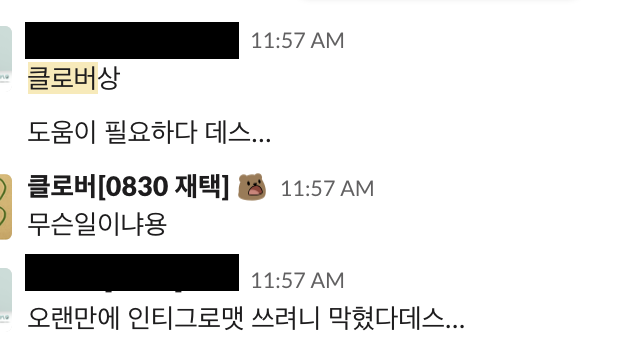 11:57 AM
클로버상
도움이 필요하다 데스...
클로버[0830 재택] 11:57 AM
무슨일이냐용
11:57 AM
오랜만에 인티그로맷 쓰려니 막혔다데스...